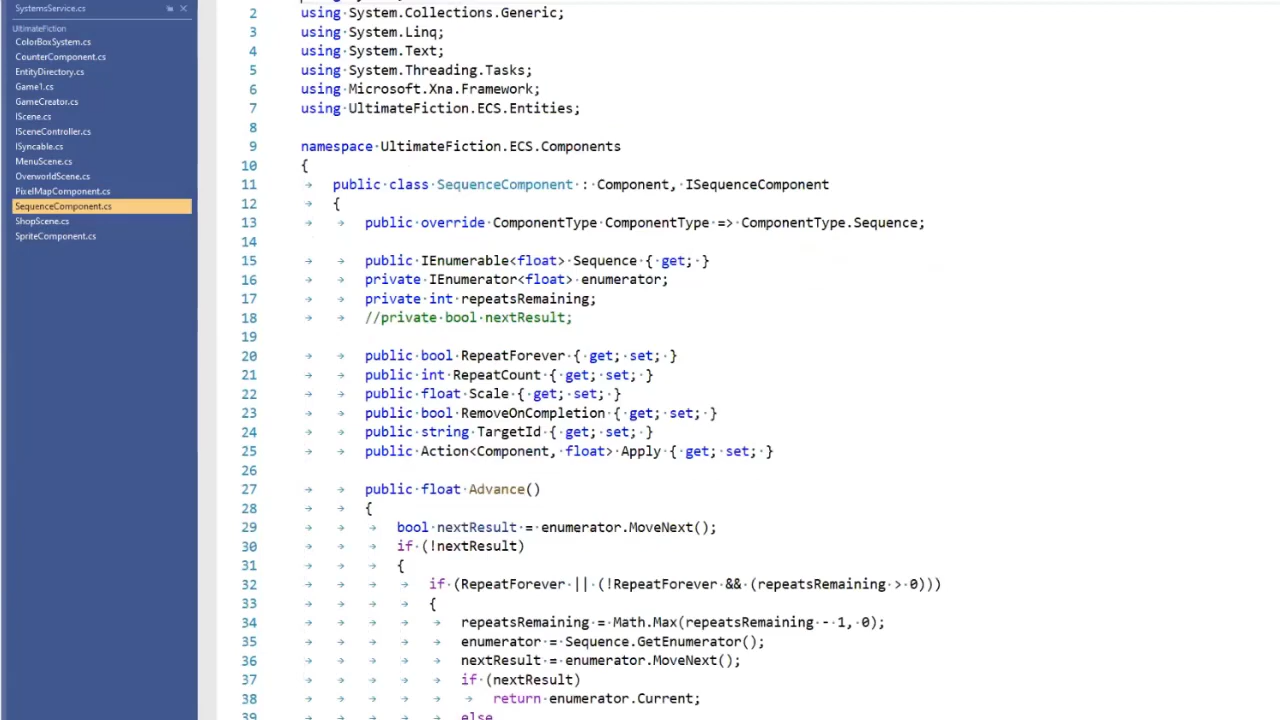 SystemsService.cs
UltimateFiction
ColorBoxSystem.cs
CounterComponent.cs
EntityDirectory.cs
Game1.cs
GameCreator.cs
IScene.cs
ISceneController.cs
ISyncable.cs
MenuScene.cs
OverworldScene.cs
PixelMapComponent.cs
SequenceComponent.cs
ShopScene.cs
SpriteComponent.cs
2 using System.Collections.Generic;
3 using System.Linq;
4 using System.Text;
5 using System.Threading.Tasks;
6 using Microsoft.Xna.Framework;
7 using UltimateFiction.ECS.Entities;
8
9 namespace UltimateFiction.ECS.Components
10 {
11 public class SequenceComponent : Component, ISequenceComponent
12 {
13 public override ComponentType ComponentType => ComponentType.Sequence;
14
15 public IEnumerable<float> Sequence { get; }
16 private IEnumerator<float> enumerator;
17 private int repeatsRemaining;
18 //private bool nextResult;
19
20 public bool RepeatForever { get; set; }
21 public int RepeatCount { get; set; }
22 public float Scale { get; set; }
23 public bool RemoveOnCompletion { get; set; }
24 public string TargetId { get; set; }
25 public Action<Component, float> Apply { get; set; }
26
27 public float Advance()
28 {
29 bool nextResult = enumerator.MoveNext();
30 if (!nextResult)
31 {
32 if (RepeatForever || (!RepeatForever && (repeatsRemaining > 0)))
33 {
34 repeatsRemaining = Math.Max(repeatsRemaining - 1, 0);
35 enumerator = Sequence.GetEnumerator();
36 nextResult = enumerator.MoveNext();
37 if (nextResult)
38 return enumerator.Current;
39 else